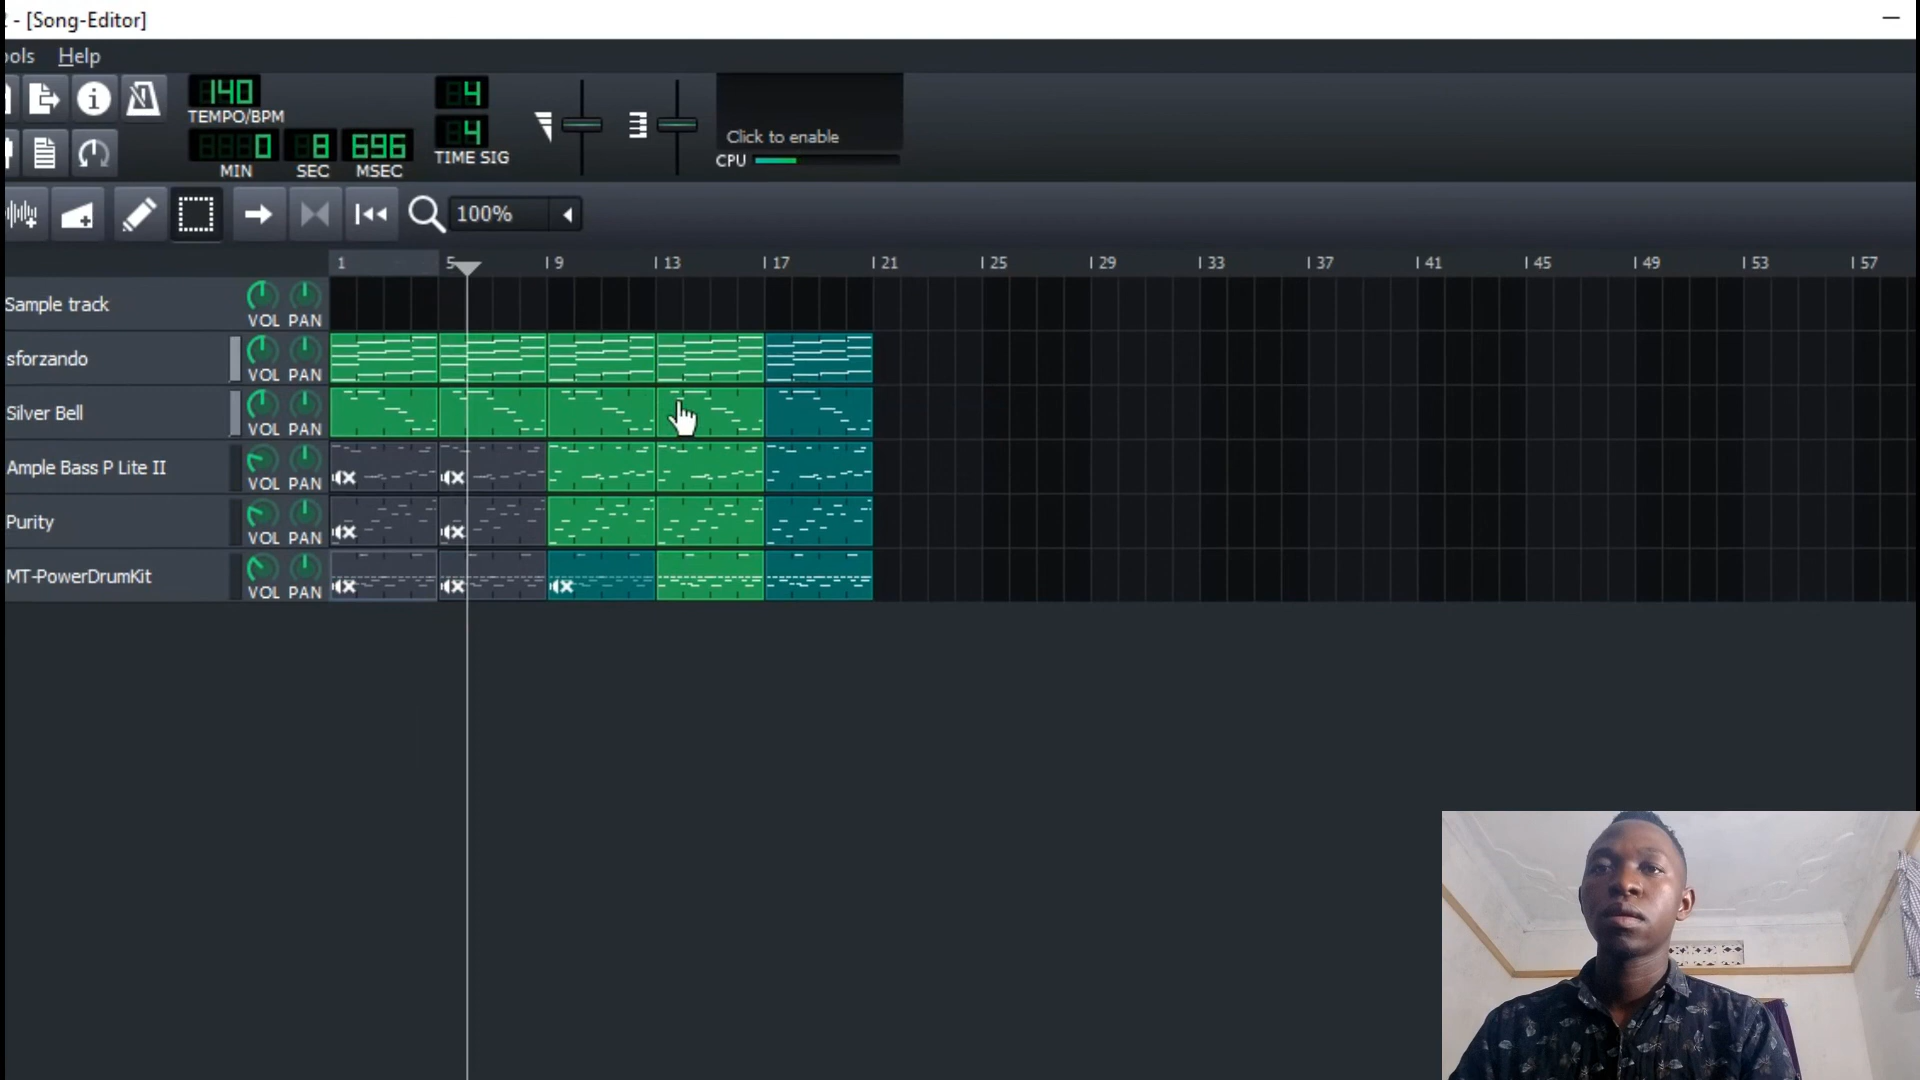 - [Song-Editor]
ools Help
140
TEMPO/BPM
4
4
TIME SIG
0 8 696
MIN SEC MSEC
Click to enable
CPU
100%
1 5 9 13 17 21 25 29 33 37 41 45 49 53 57
Sample track VOL PAN
sforzando VOL PAN
Silver Bell VOL PAN
Ample Bass P Lite II VOL PAN
Purity VOL PAN
MT-PowerDrumKit VOL PAN